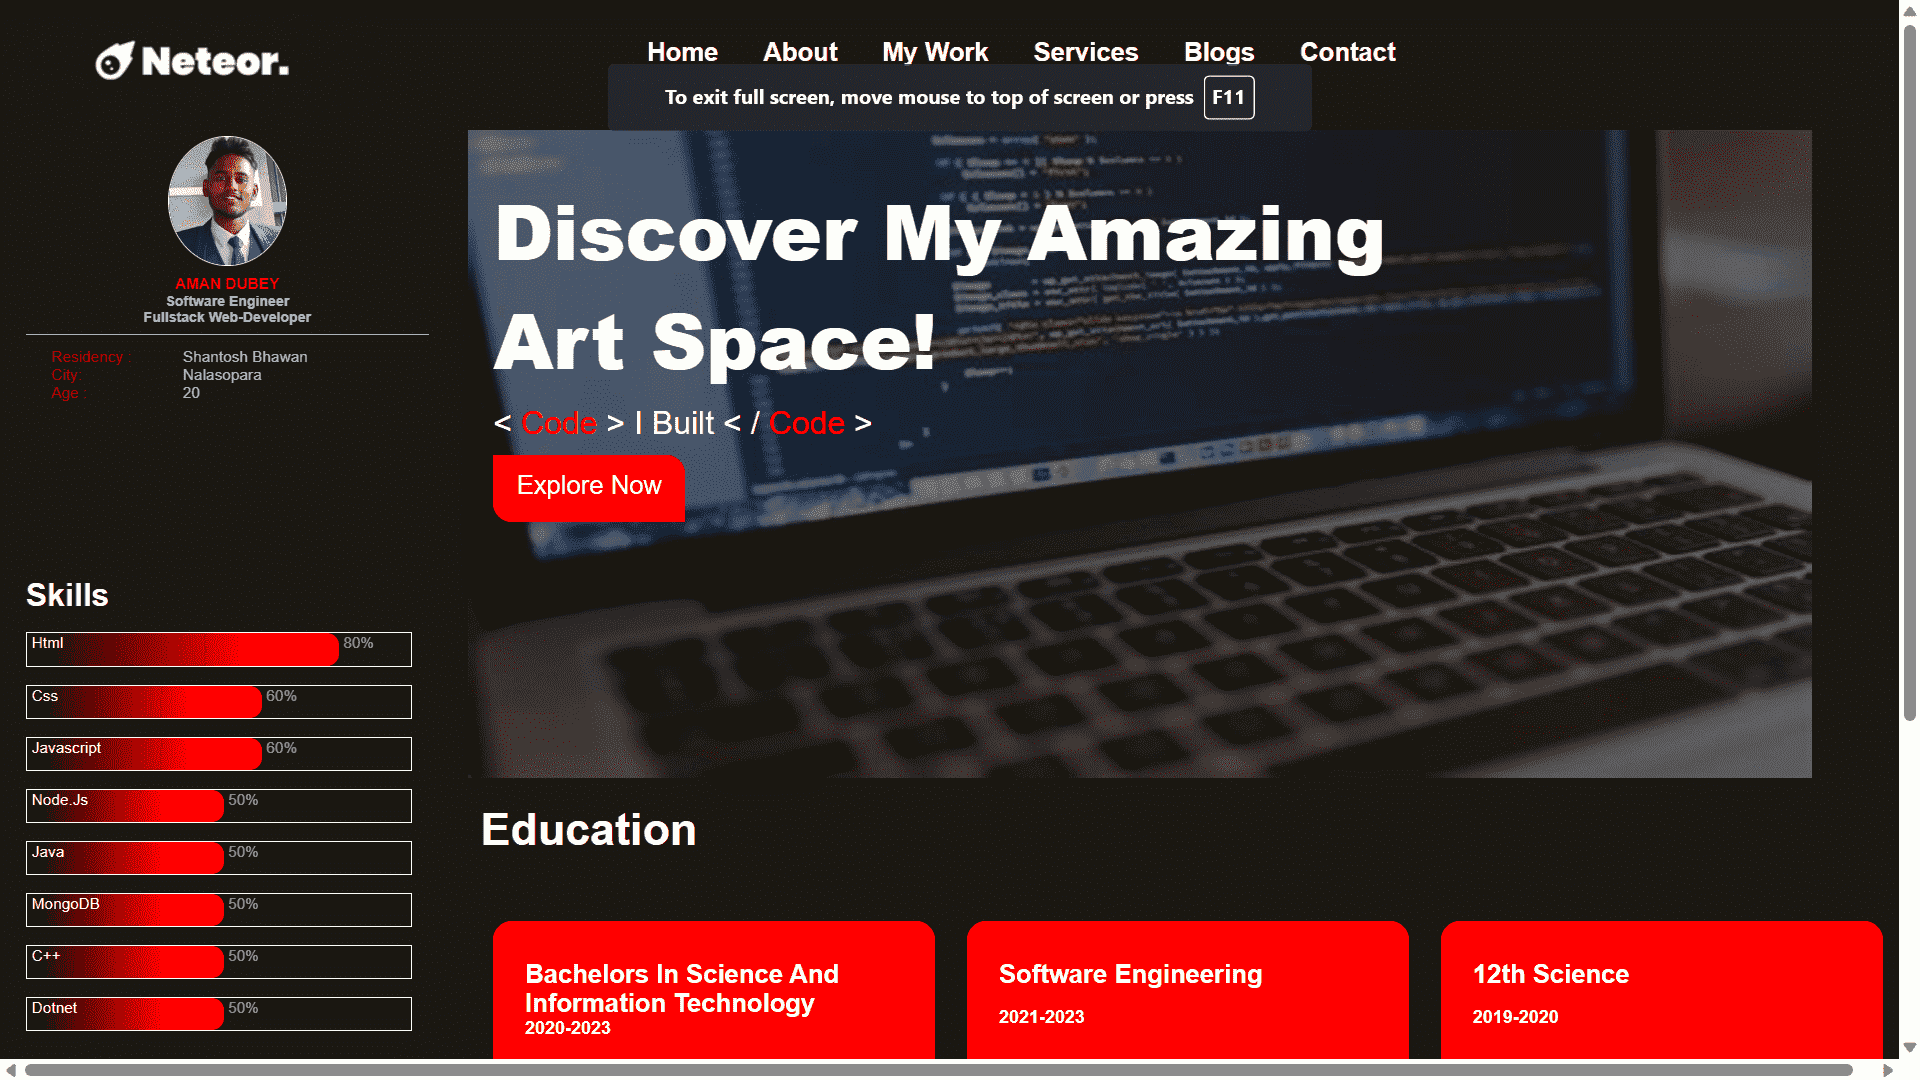 Neteor.
Home About My Work Services Blogs Contact
To exit full screen, move mouse to top of screen or press F11
AMAN DUBEY
Software Engineer
Fullstack Web-Developer
Residency : Shantosh Bhawan
City: Nalasopara
Age : 20
Skills
Html 80%
Css 60%
Javascript 60%
Node.Js 50%
Java 50%
MongoDB 50%
C++ 50%
Dotnet 50%
Discover My Amazing
Art Space!
< Code > I Built < / Code >
Explore Now
Education
Bachelors In Science And
Information Technology
2020-2023
Software Engineering
2021-2023
12th Science
2019-2020